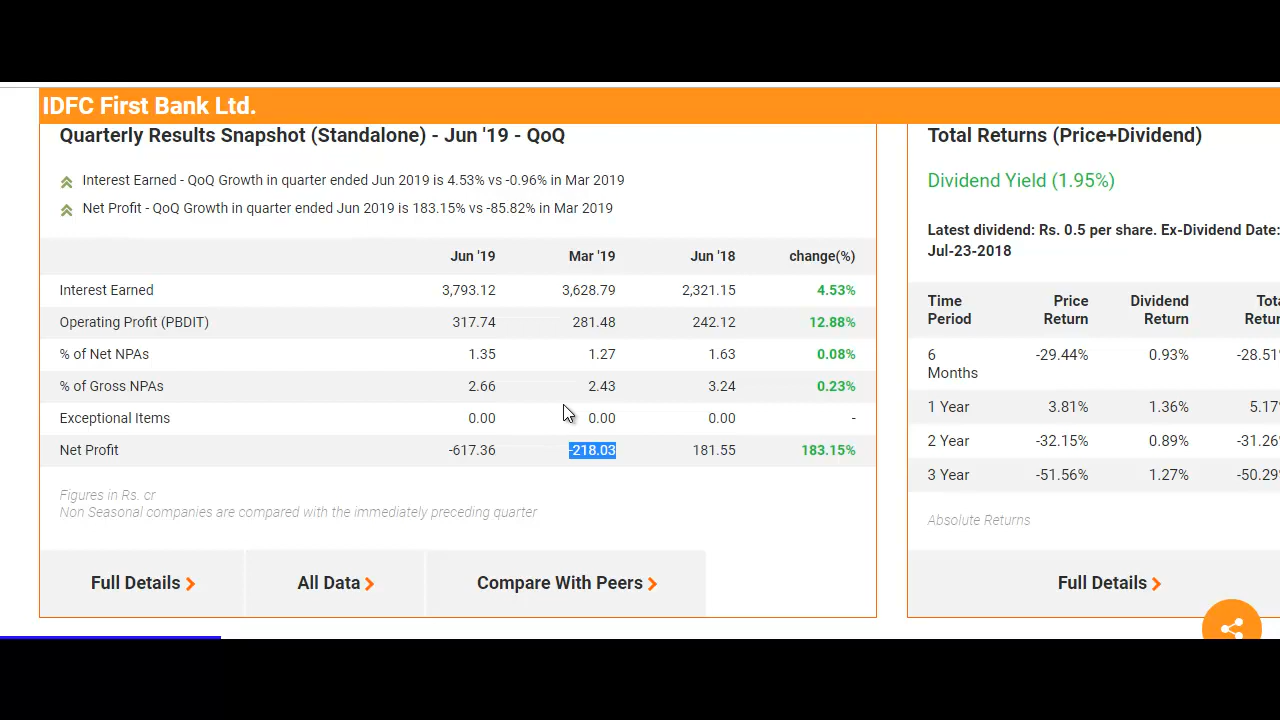 IDFC First Bank Ltd.
Quarterly Results Snapshot (Standalone) - Jun '19 - QoQ
Interest Earned - QoQ Growth in quarter ended Jun 2019 is 4.53% vs -0.96% in Mar 2019
Net Profit - QoQ Growth in quarter ended Jun 2019 is 183.15% vs -85.82% in Mar 2019
Jun '19 Mar '19 Jun '18 change(%)
Interest Earned 3,793.12 3,628.79 2,321.15 4.53%
Operating Profit (PBDIT) 317.74 281.48 242.12 12.88%
% of Net NPAs 1.35 1.27 1.63 0.08%
% of Gross NPAs 2.66 2.43 3.24 0.23%
Exceptional Items 0.00 0.00 0.00 -
Net Profit -617.36 -218.03 181.55 183.15%
Figures in Rs. cr
Non Seasonal companies are compared with the immediately preceding quarter
Full Details All Data Compare With Peers
Total Returns (Price+Dividend)
Dividend Yield (1.95%)
Latest dividend: Rs. 0.5 per share. Ex-Dividend Date:
Jul-23-2018
Time Price Dividend Tota
Period Return Return Retur
6 -29.44% 0.93% -28.51
Months
1 Year 3.81% 1.36% 5.17
2 Year -32.15% 0.89% -31.26
3 Year -51.56% 1.27% -50.29
Absolute Returns
Full Details